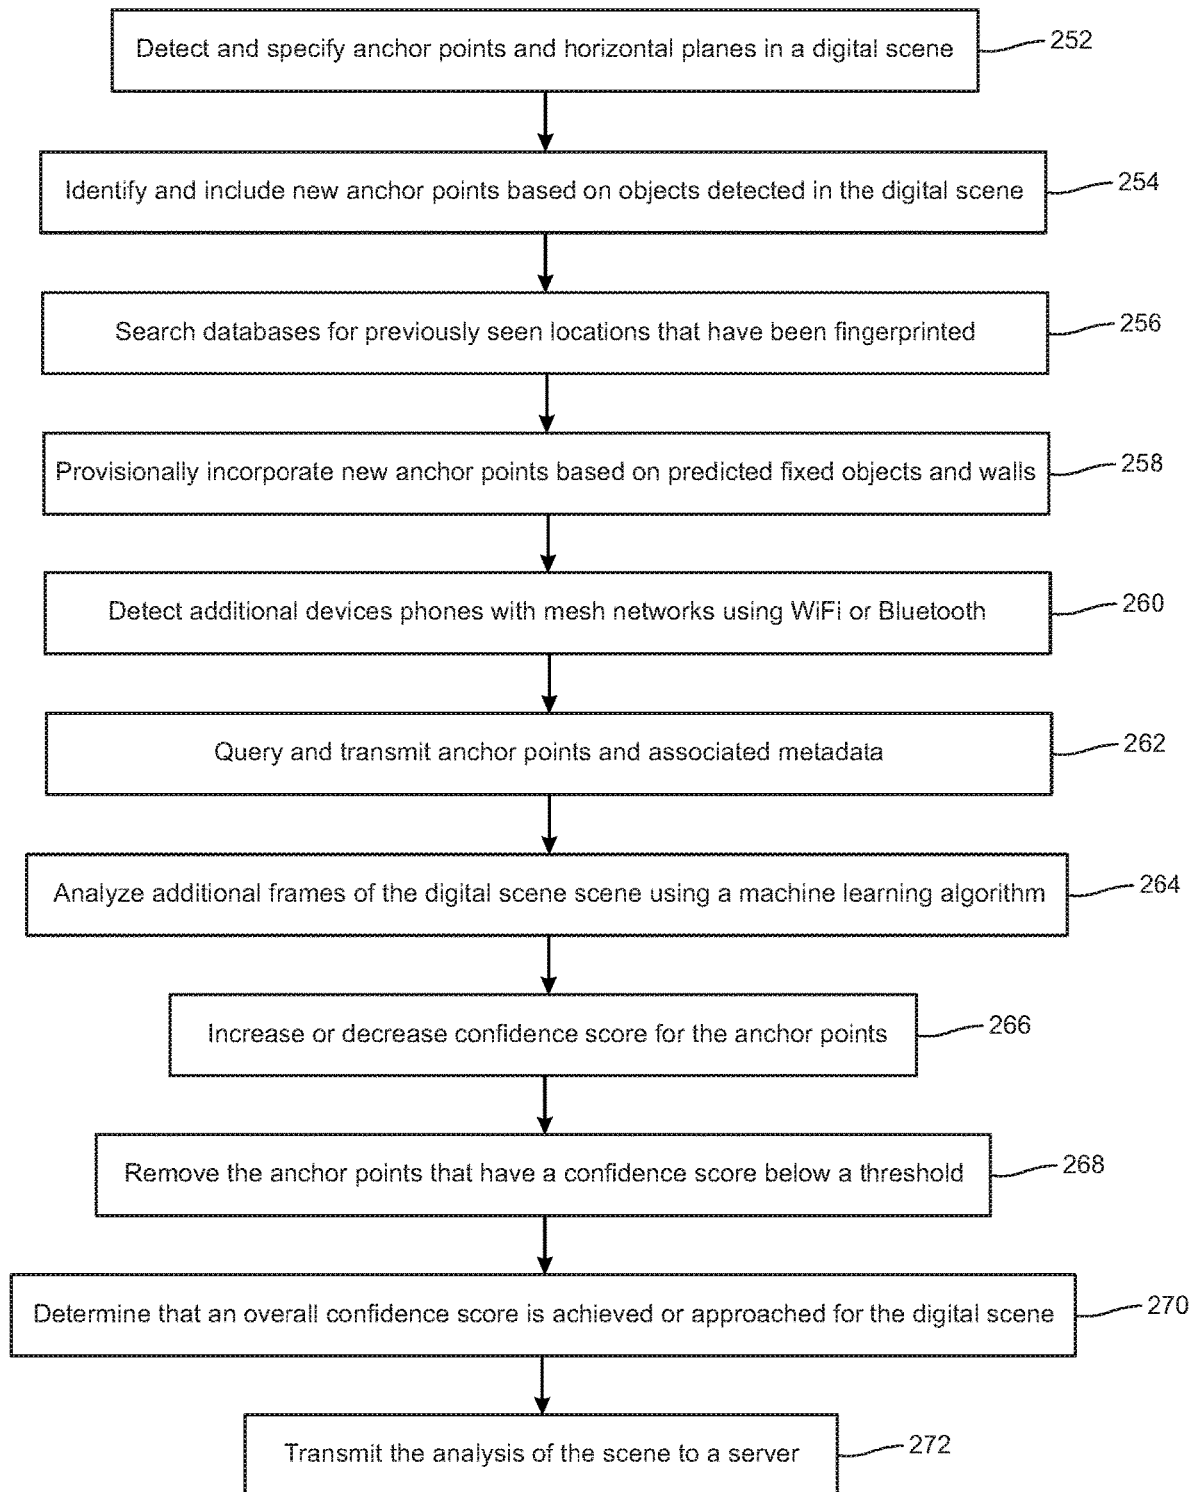 Detect and specify anchor points and horizontal planes in a digital scene
252
Identify and include new anchor points based on objects detected in the digital scene
254
Search databases for previously seen locations that have been fingerprinted
256
Provisionally incorporate new anchor points based on predicted fixed objects and walls
258
Detect additional devices phones with mesh networks using WiFi or Bluetooth
260
Query and transmit anchor points and associated metadata
262
Analyze additional frames of the digital scene scene using a machine learning algorithm
264
Increase or decrease confidence score for the anchor points
266
Remove the anchor points that have a confidence score below a threshold
268
Determine that an overall confidence score is achieved or approached for the digital scene
270
Transmit the analysis of the scene to a server
272